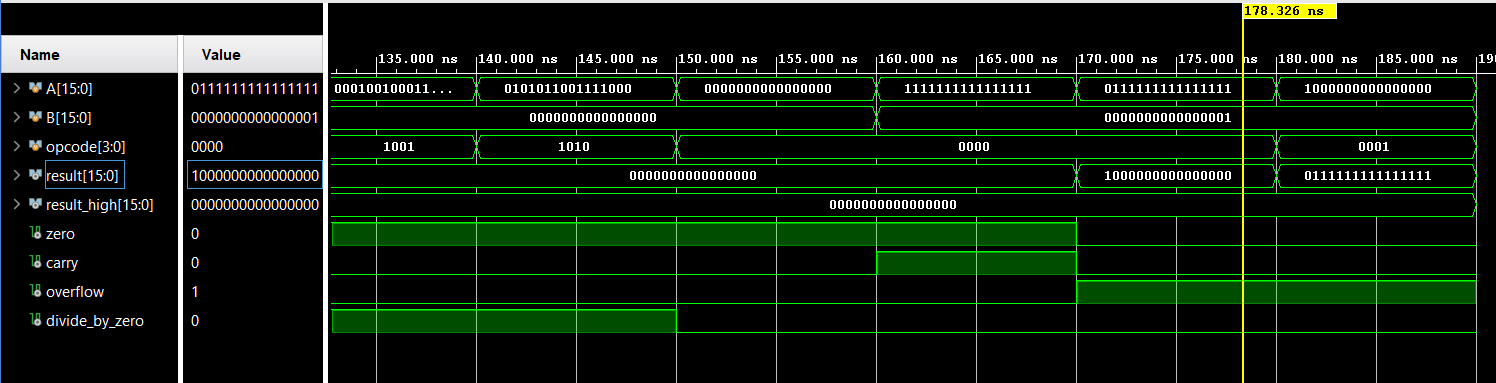 178.326 ns
Name Value
135.000 ns 140.000 ns 145.000 ns 150.000 ns 155.000 ns 160.000 ns 165.000 ns 170.000 ns 175.000 ns 180.000 ns 185.000 ns 190
A[15:0] 0111111111111111 000100100011... 0101011001111000 0000000000000000 1111111111111111 0111111111111111 1000000000000000
B[15:0] 0000000000000001 0000000000000000 0000000000000001
opcode[3:0] 0000 1001 1010 0000 0001
result[15:0] 1000000000000000 0000000000000000 1000000000000000 0111111111111111
result_high[15:0] 0000000000000000 0000000000000000
zero 0
carry 0
overflow 1
divide_by_zero 0